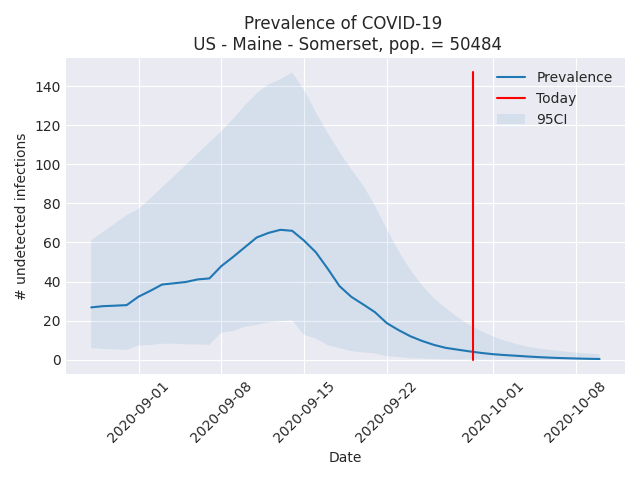 Prevalence of COVID-19
US - Maine - Somerset, pop. = 50484
Prevalence
Today
95CI
# undetected infections
140
120
100
80
60
40
20
0
2020-09-01
2020-09-08
2020-09-15
2020-09-22
2020-10-01
2020-10-08
Date